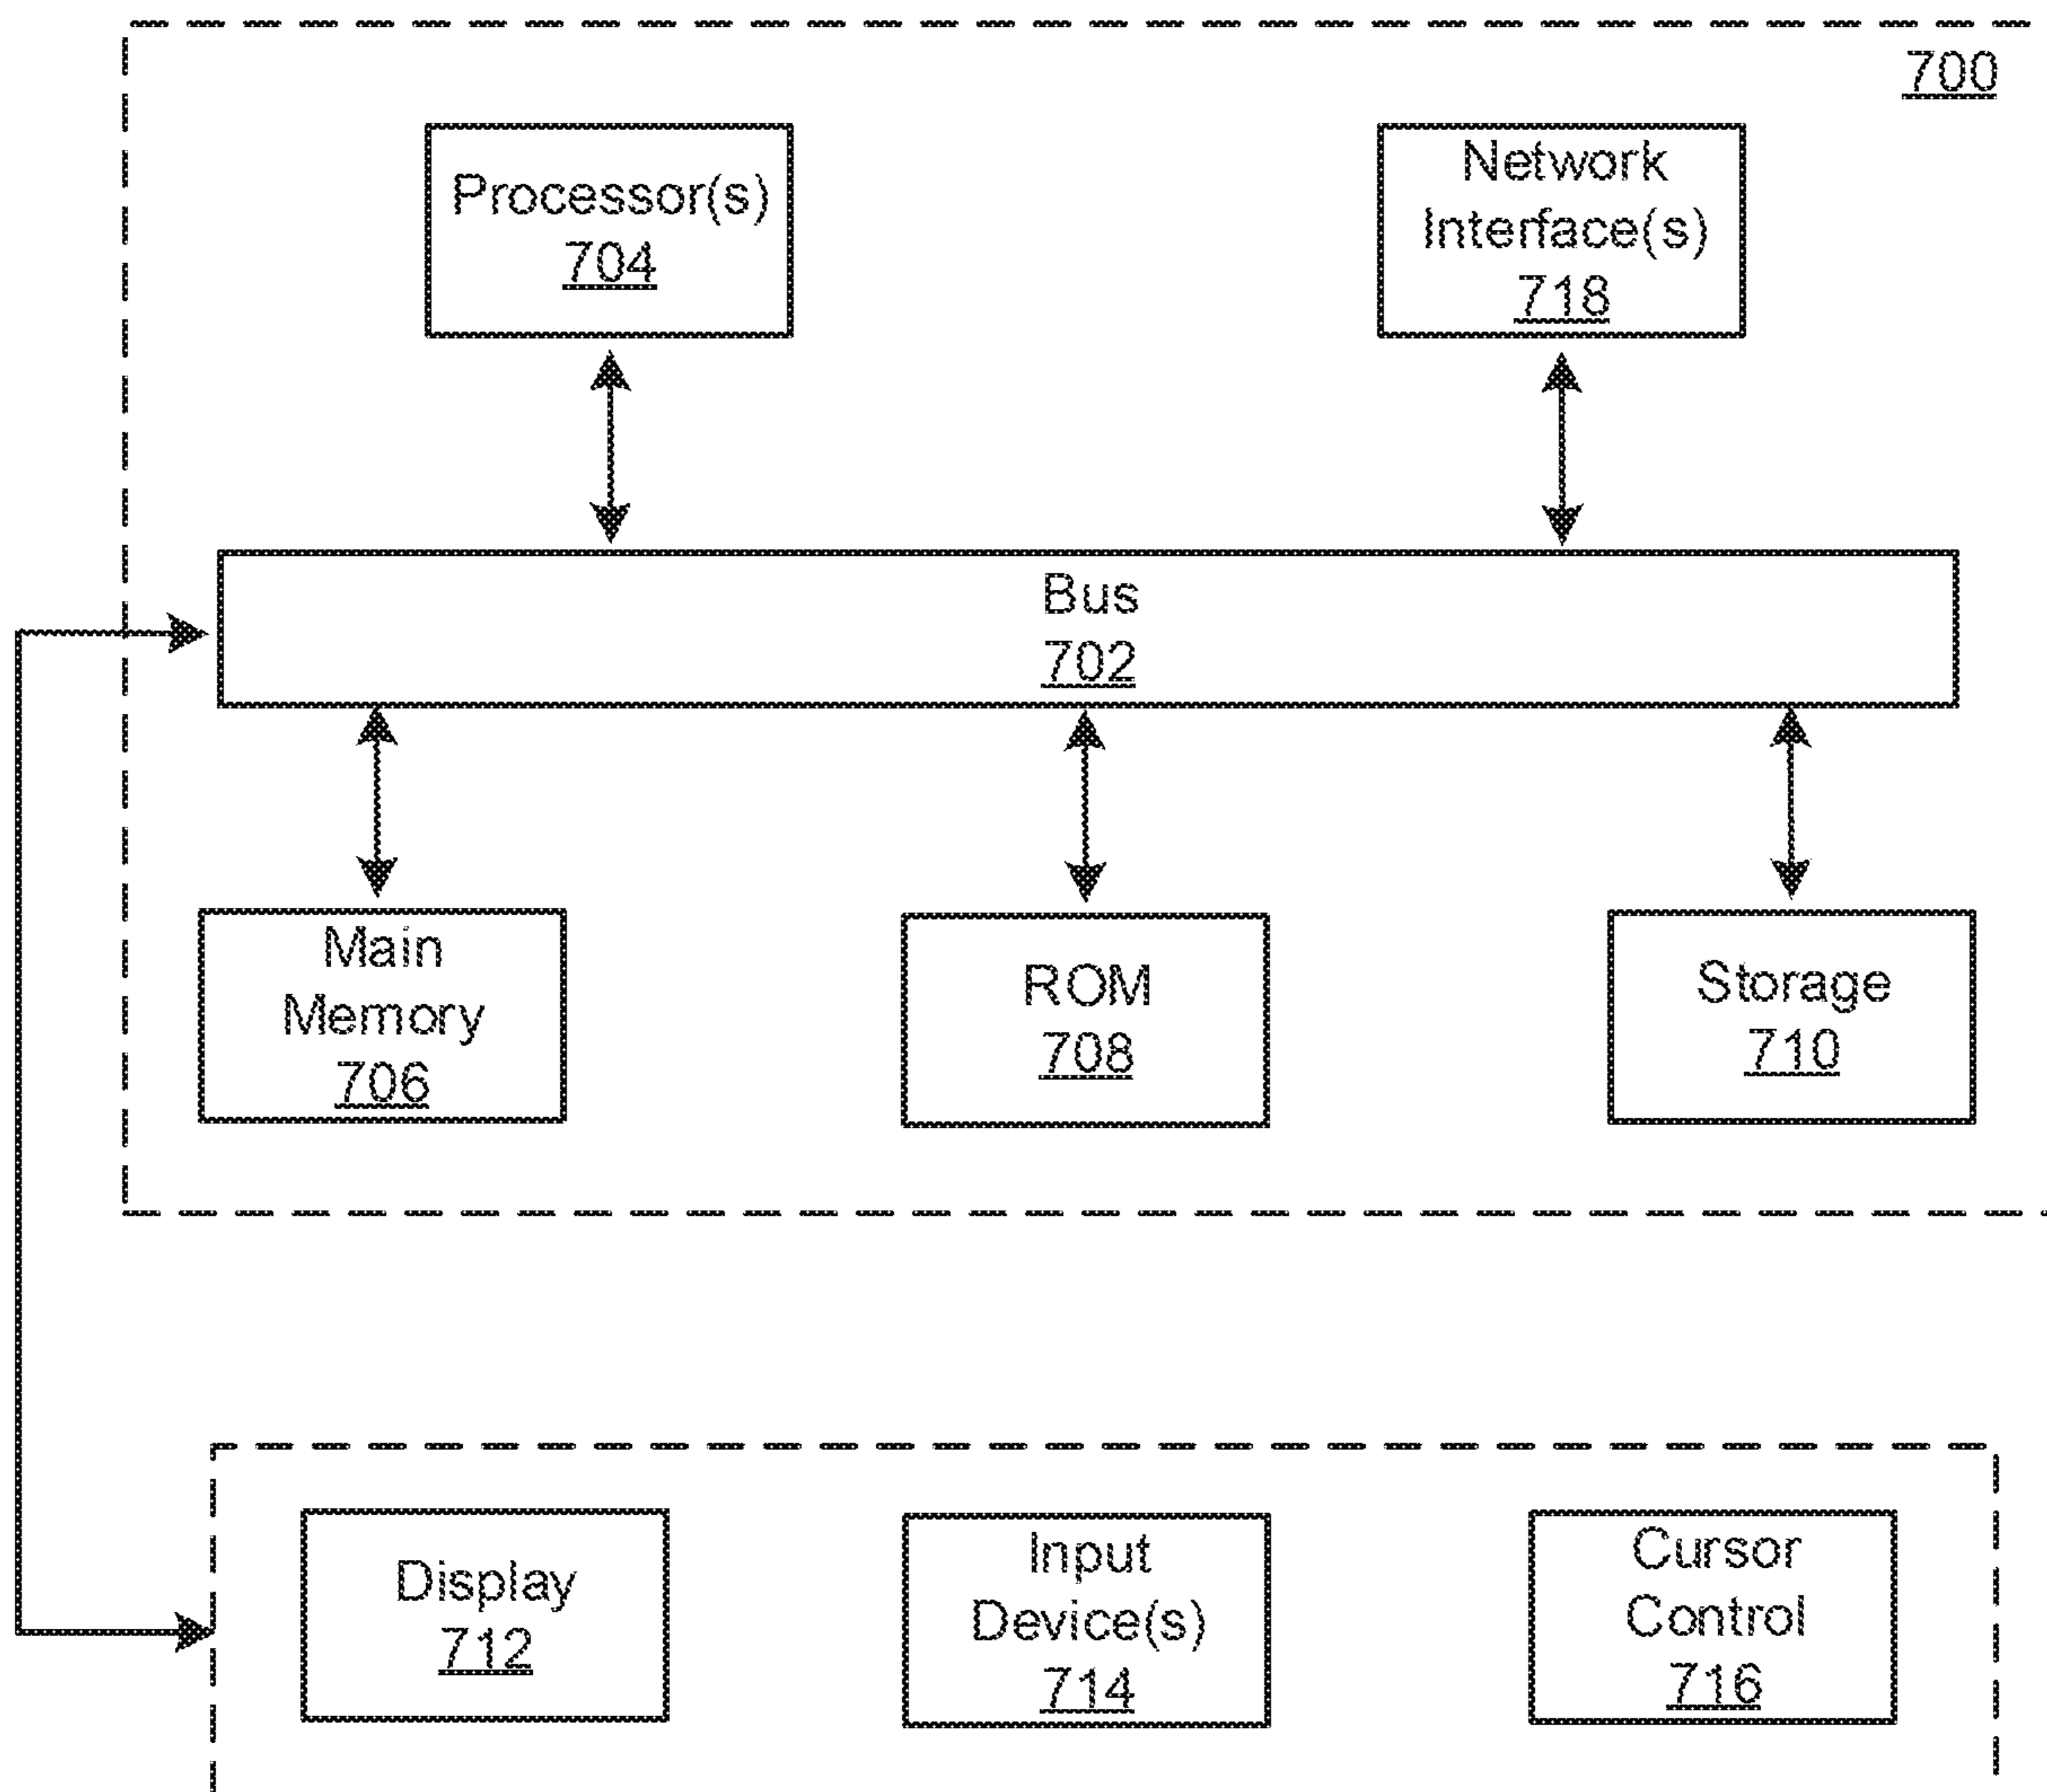 700
Processor(s)
704
Network
Interface(s)
718
Bus
702
Main
Memory
706
ROM
708
Storage
710
Display
712
Input
Device(s)
714
Cursor
Control
716